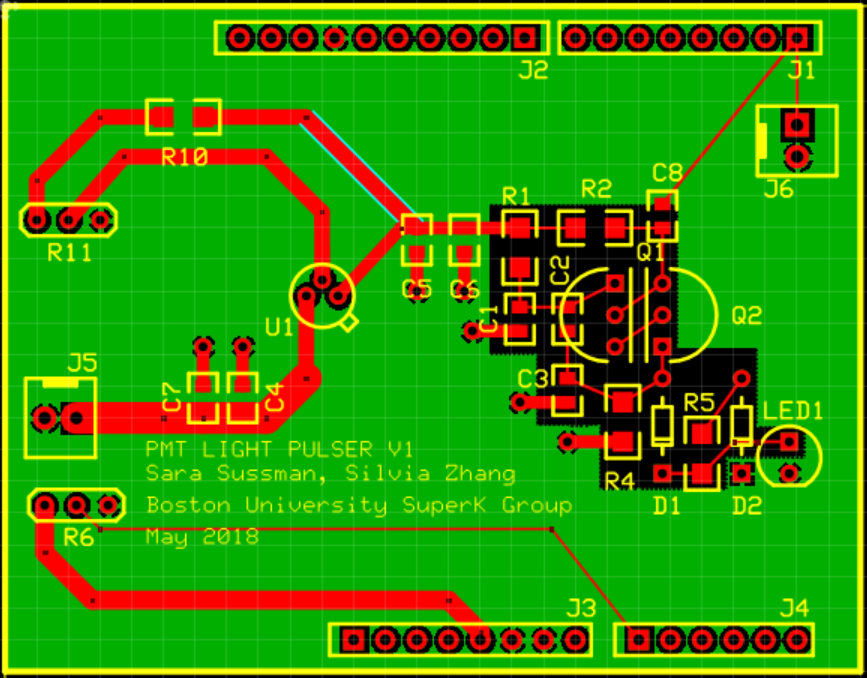 J2
J1
R10
C8
J6
R1
R2
R11
C2
Q1
C5
C6
C1
Q2
U1
J5
C3
C7
C4
R5
LED1
PMT LIGHT PULSER V1
Sara Sussman, Silvia Zhang
R4
Boston University SuperK Group
D1
D2
R6
May 2018
J3
J4